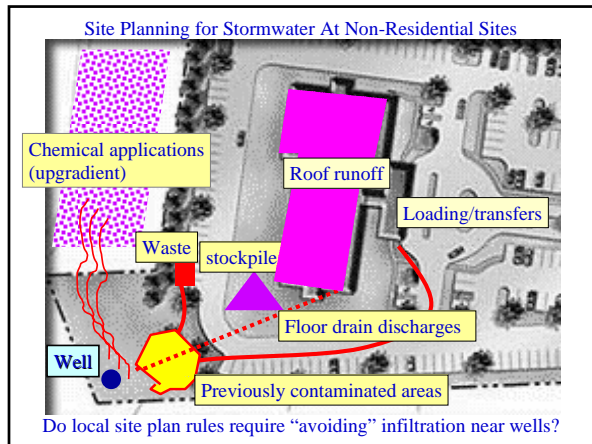 Site Planning for Stormwater At Non-Residential Sites
Chemical applications
(upgradient)
Roof runoff
Loading/transfers
Waste
stockpile
Floor drain discharges
Well
Previously contaminated areas
Do local site plan rules require “avoiding” infiltration near wells?